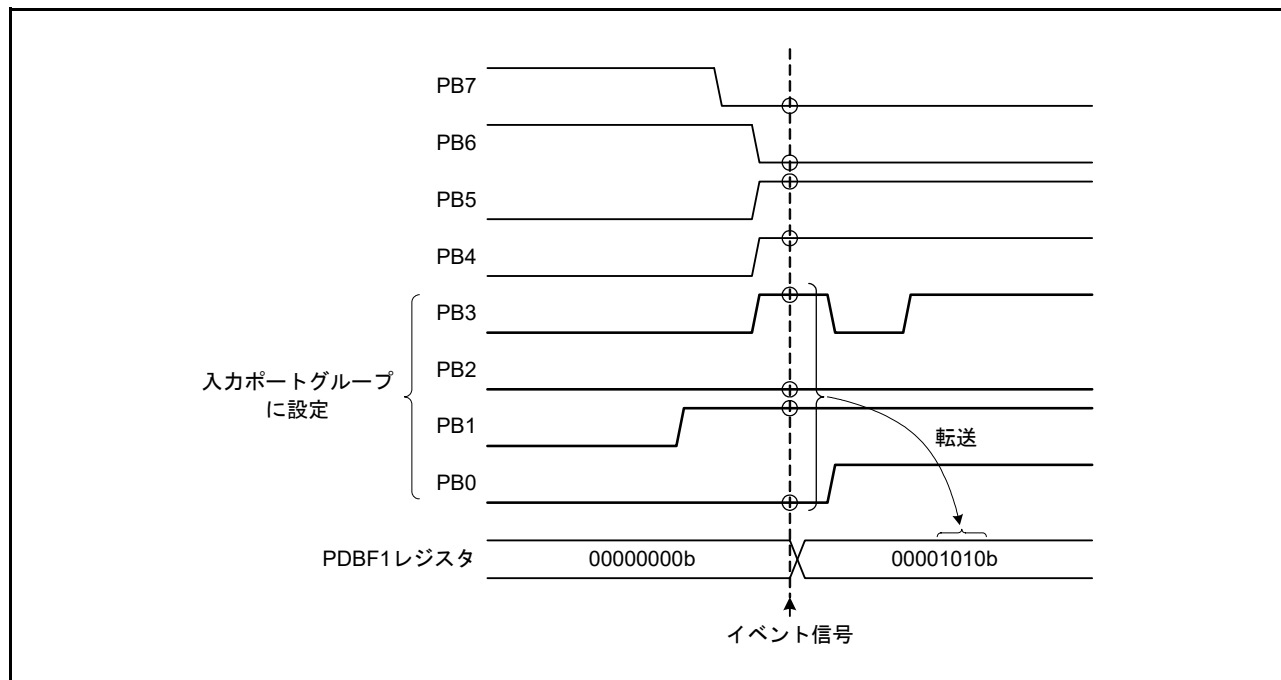 PB7
PB6
PB5
PB4
PB3
入力ポートグループ
に設定
PB2
PB1
転送
PB0
PDBF1レジスタ 00000000b 00001010b
イベント信号